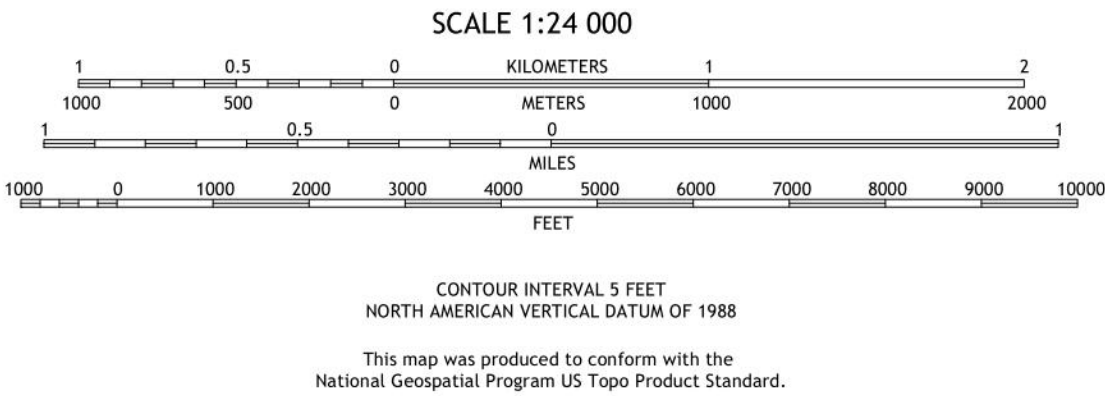 SCALE 1:24 000
1 0.5 0 KILOMETERS 1 2
1000 500 0 METERS 1000 2000
1 0.5 0 1
MILES
1000 0 1000 2000 3000 4000 5000 6000 7000 8000 9000 10000
FEET
CONTOUR INTERVAL 5 FEET
NORTH AMERICAN VERTICAL DATUM OF 1988
This map was produced to conform with the
National Geospatial Program US Topo Product Standard.